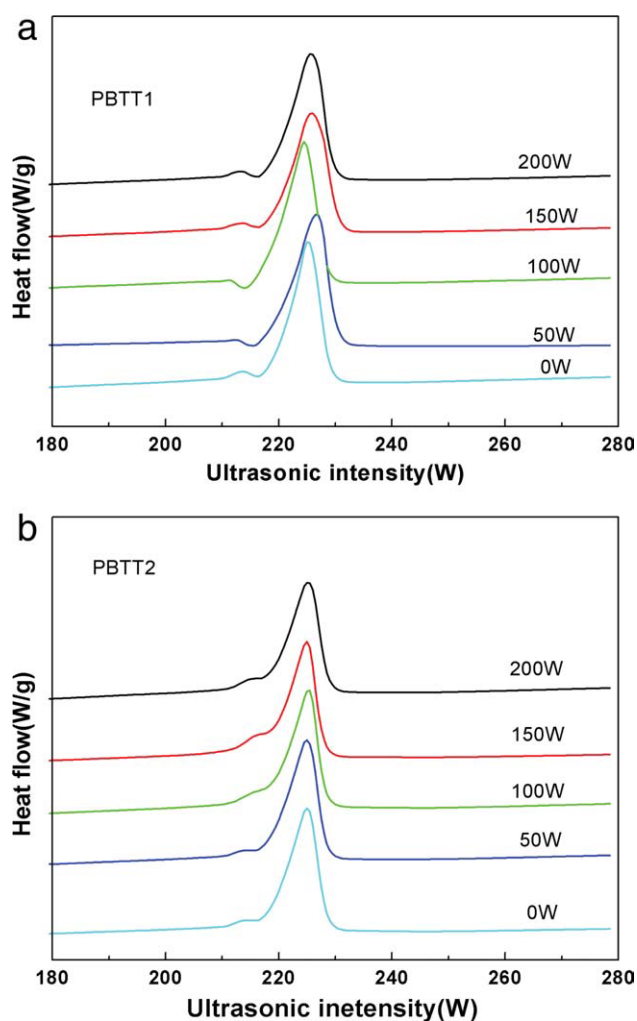 a
PBTT1
200W
150W
100W
50W
0W
Heat flow(W/g)
180 200 220 240 260 280
Ultrasonic intensity(W)
b
PBTT2
200W
150W
100W
50W
0W
Heat flow(W/g)
180 200 220 240 260 280
Ultrasonic inetensity(W)